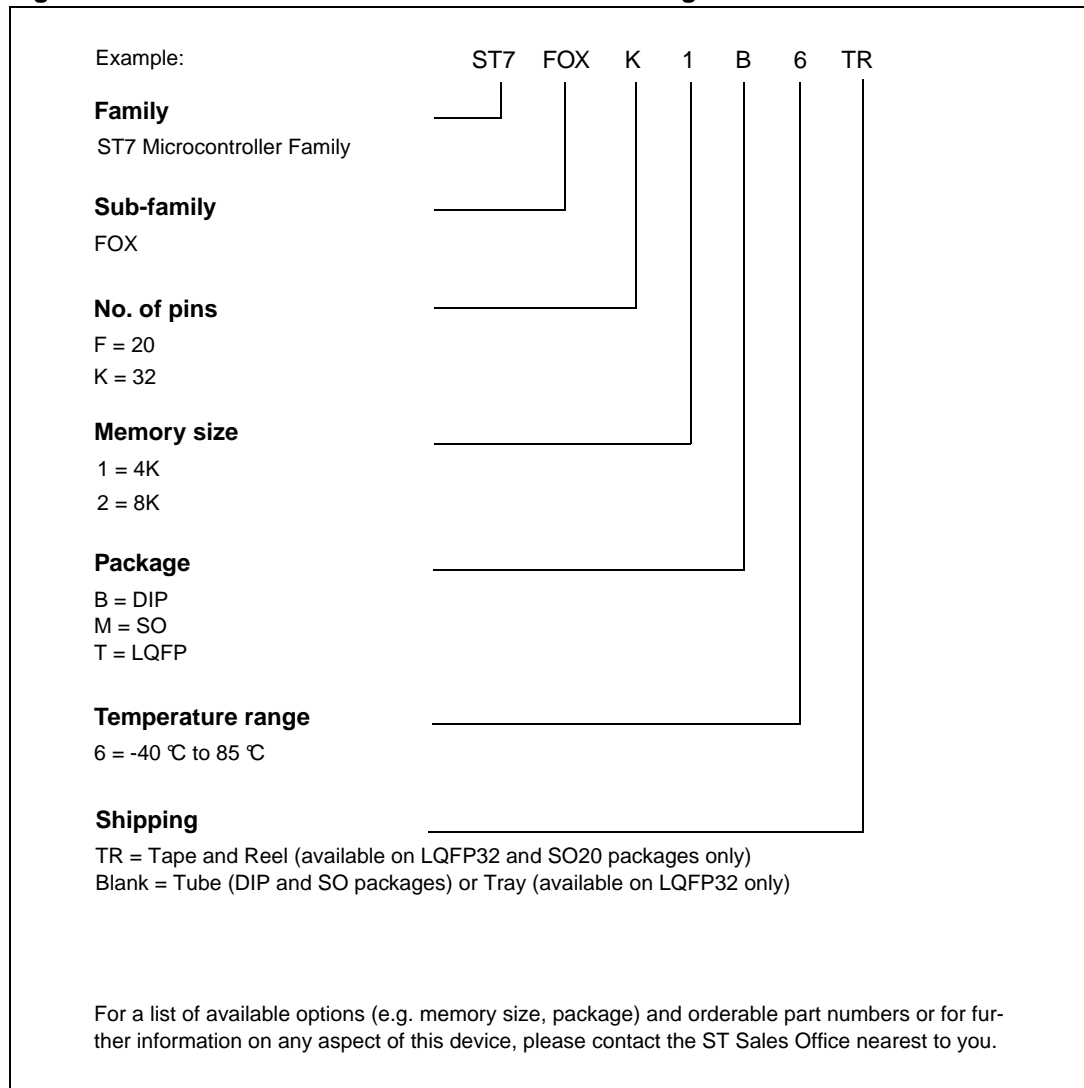 Example: ST7 FOX K 1 B 6 TR
Family
ST7 Microcontroller Family
Sub-family
FOX
No. of pins
F = 20
K = 32
Memory size
1 = 4K
2 = 8K
Package
B = DIP
M = SO
T = LQFP
Temperature range
6 = -40 °C to 85 °C
Shipping
TR = Tape and Reel (available on LQFP32 and SO20 packages only)
Blank = Tube (DIP and SO packages) or Tray (available on LQFP32 only)
For a list of available options (e.g. memory size, package) and orderable part numbers or for fur-
ther information on any aspect of this device, please contact the ST Sales Office nearest to you.